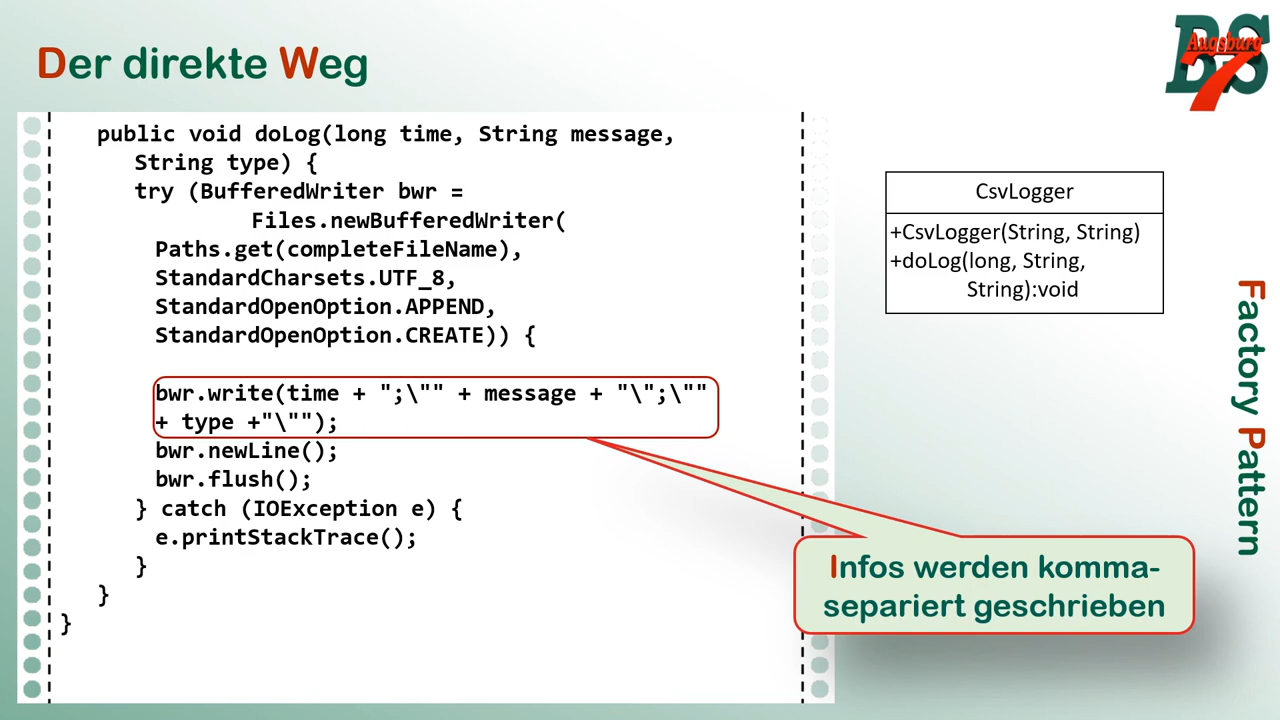 Der direkte Weg
BS
Augsburg
7
public void doLog(long time, String message,
String type) {
try (BufferedWriter bwr =
Files.newBufferedWriter(
Paths.get(completeFileName),
StandardCharsets.UTF_8,
StandardOpenOption.APPEND,
StandardOpenOption.CREATE)) {
bwr.write(time + ";\"" + message + "\";\""
+ type +"\"");
bwr.newLine();
bwr.flush();
} catch (IOException e) {
e.printStackTrace();
}
}
}
CsvLogger
+CsvLogger(String, String)
+doLog(long, String,
String):void
Infos werden komma-
separiert geschrieben
Factory Pattern